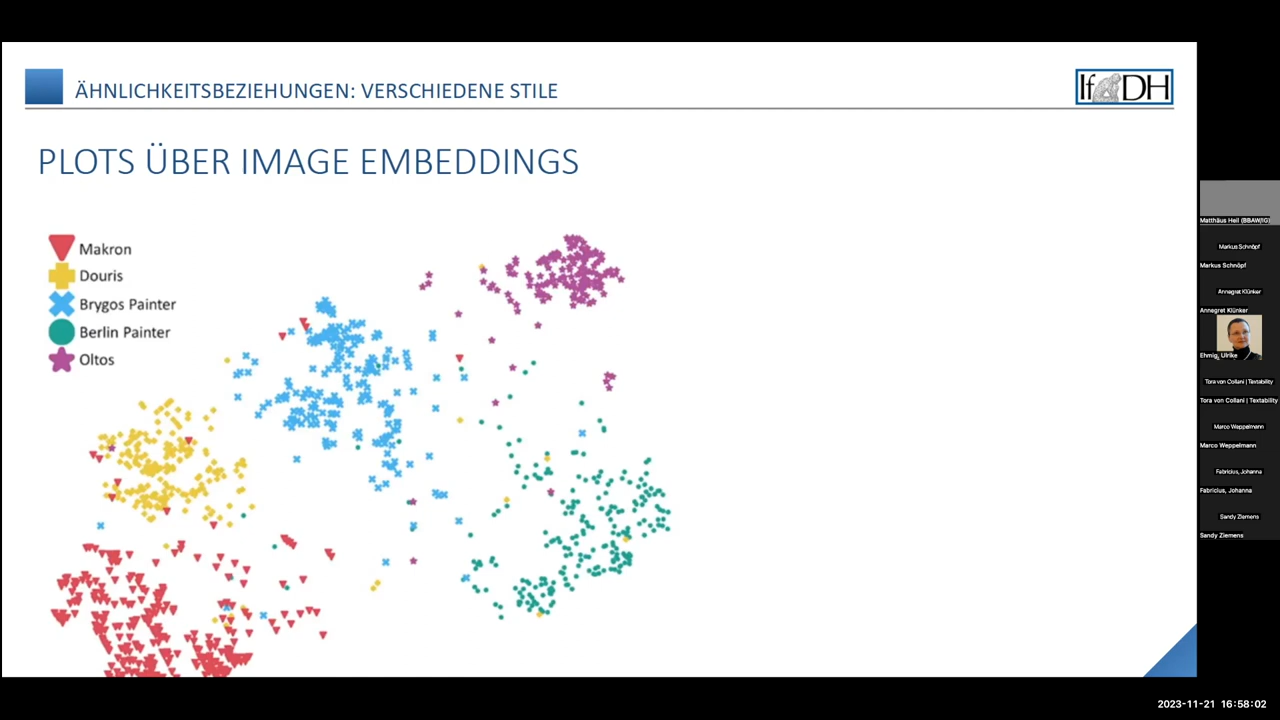 ÄHNLICHKEITSBEZIEHUNGEN: VERSCHIEDENE STILE
IfDH
PLOTS ÜBER IMAGE EMBEDDINGS
Makron
Douris
Brygos Painter
Berlin Painter
Oltos
Matthäus Heil (BBAW/IG)
Markus Schnöpf
Markus Schnöpf
Annegret Klünker
Annegret Klünker
Ehmig, Ulrike
Tora von Collani | Textability
Tora von Collani | Textability
Marco Weppelmann
Marco Weppelmann
Fabricius, Johanna
Fabricius, Johanna
Sandy Ziemens
Sandy Ziemens
2023-11-21 16:58:02